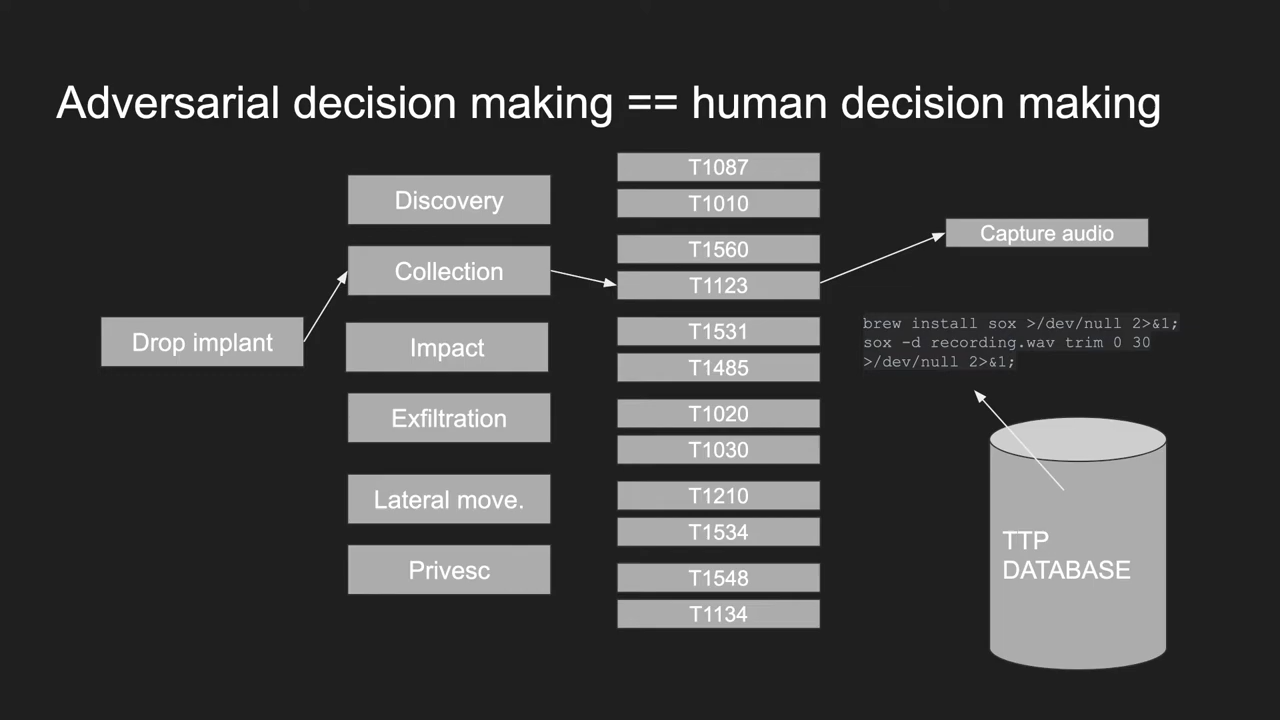 Adversarial decision making == human decision making
Drop implant
Discovery
Collection
Impact
Exfiltration
Lateral move.
Privesc
T1087
T1010
T1560
T1123
T1531
T1485
T1020
T1030
T1210
T1534
T1548
T1134
Capture audio
brew install sox >/dev/null 2>&1;
sox -d recording.wav trim 0 30
>/dev/null 2>&1;
TTP
DATABASE